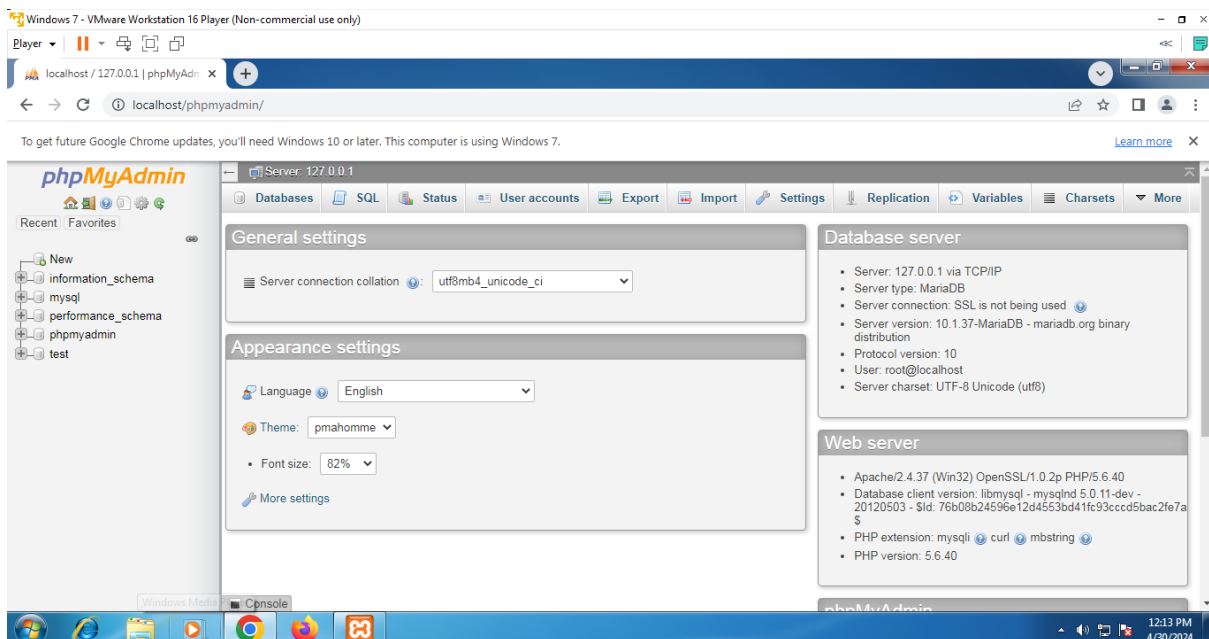 Windows 7 - VMware Workstation 16 Player (Non-commercial use only)
Player
localhost / 127.0.0.1 | phpMyAdn
localhost/phpmyadmin/
To get future Google Chrome updates, you'll need Windows 10 or later. This computer is using Windows 7.
Learn more
phpMyAdmin
Recent Favorites
New
information_schema
mysql
performance_schema
phpmyadmin
test
Server: 127.0.0.1
Databases SQL Status User accounts Export Import Settings Replication Variables Charsets More
General settings
Server connection collation : utf8mb4_unicode_ci
Appearance settings
Language English
Theme: pmahomme
• Font size: 82%
More settings
Database server
• Server: 127.0.0.1 via TCP/IP
• Server type: MariaDB
• Server connection: SSL is not being used
• Server version: 10.1.37-MariaDB - mariadb.org binary
distribution
• Protocol version: 10
• User: root@localhost
• Server charset: UTF-8 Unicode (utf8)
Web server
• Apache/2.4.37 (Win32) OpenSSL/1.0.2p PHP/5.6.40
• Database client version: libmysql - mysqlnd 5.0.11-dev -
20120503 - $Id: 76b08b24596e12d4553bd41fc93cccd5bac2fe7a
$
• PHP extension: mysqli curl mbstring
• PHP version: 5.6.40
phpMyAdmin
Windows Media
Console
12:13 PM
4/30/2024